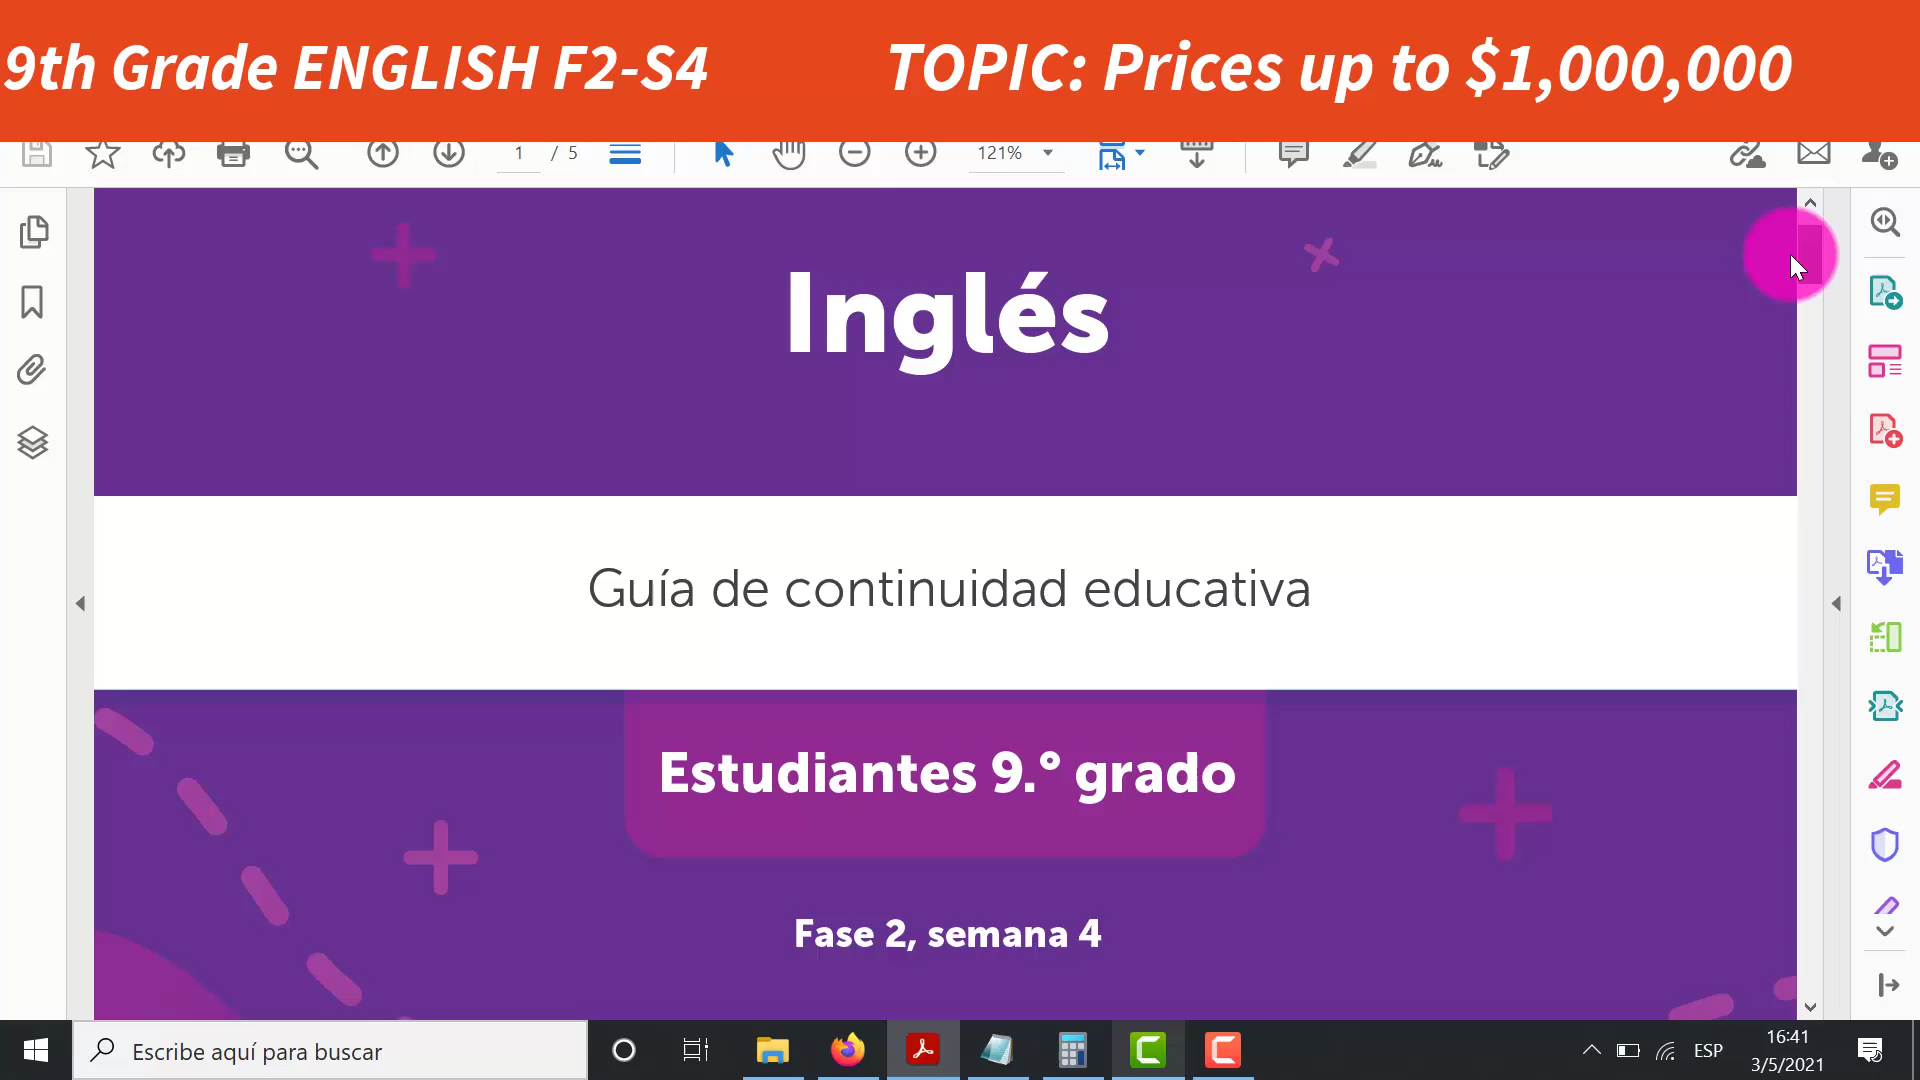 9th Grade ENGLISH F2-S4
TOPIC: Prices up to $1,000,000
1 / 5
121%
Inglés
Guía de continuidad educativa
Estudiantes 9.° grado
Fase 2, semana 4
Escribe aquí para buscar
ESP
16:41
3/5/2021